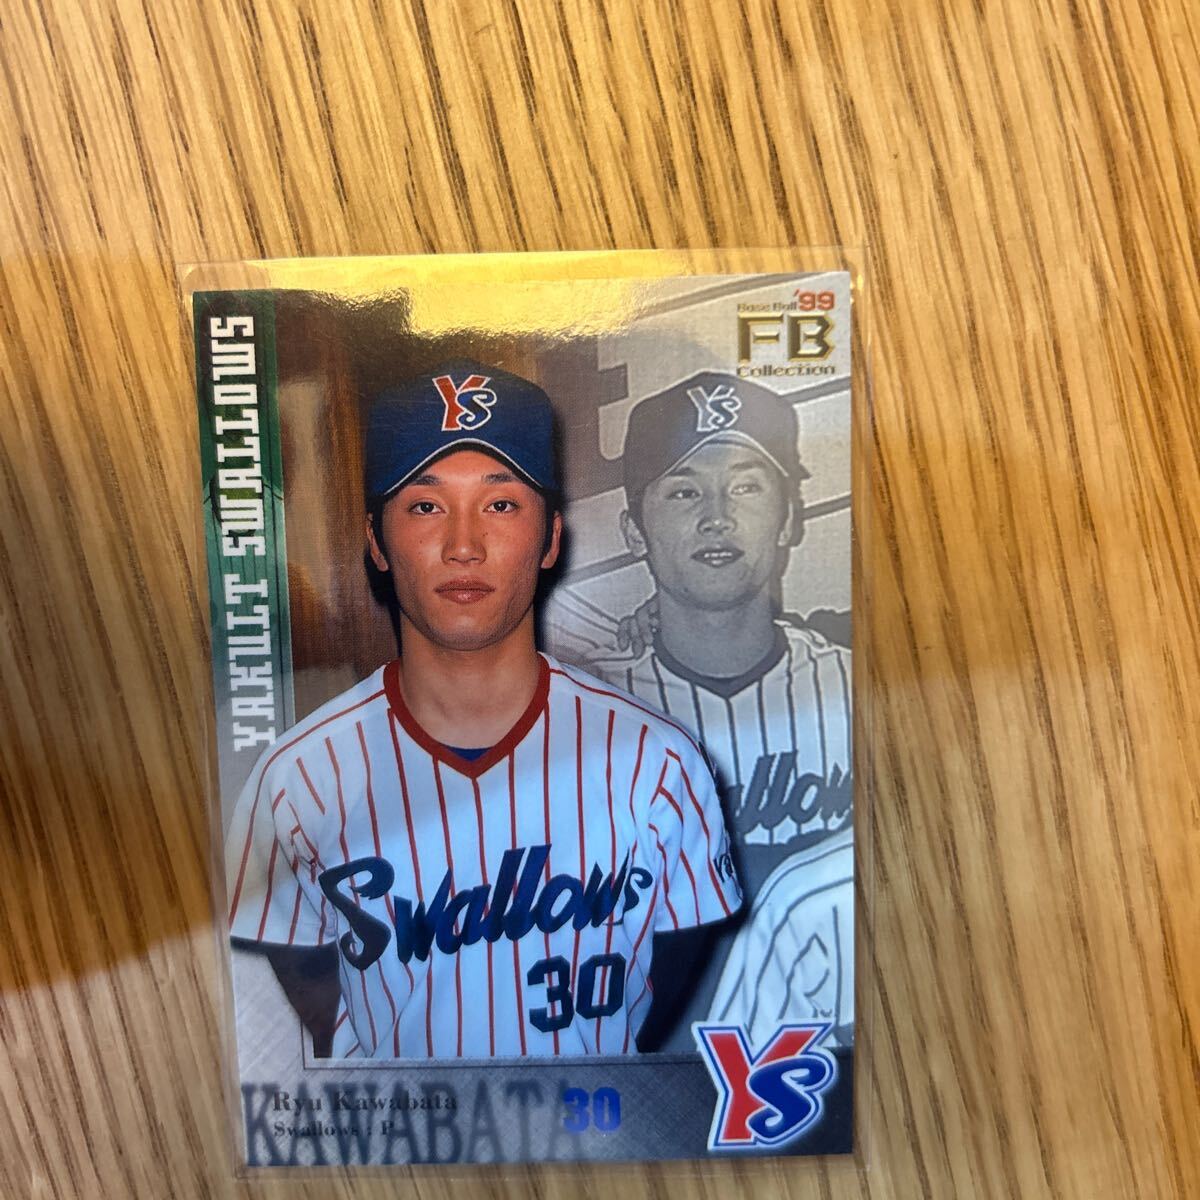 Base Ball '99
FB
Collection
YAKULT SWALLOWS
YS
YS
Swallows
30
KAWABATA
Ryu Kawabata
30
Swallows : P
YS